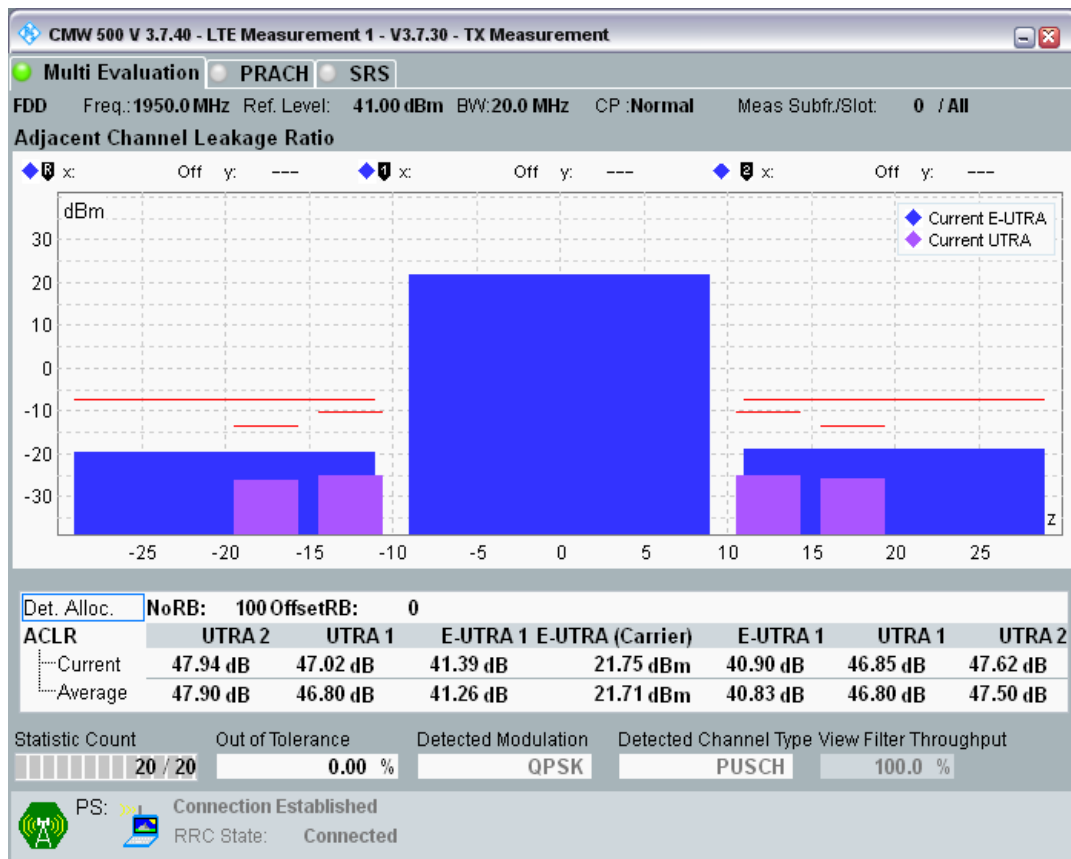 CMW 500 V 3.7.40 - LTE Measurement 1 - V3.7.30 - TX Measurement
Multi Evaluation PRACH SRS
FDD Freq.: 1950.0 MHz Ref. Level: 41.00 dBm BW: 20.0 MHz CP : Normal Meas Subfr./Slot: 0 / All
Adjacent Channel Leakage Ratio
R x: Off y: --- 1 x: Off y: --- 2 x: Off y: ---
dBm
Current E-UTRA
Current UTRA
30
20
10
0
-10
-20
-30
z
-25 -20 -15 -10 -5 0 5 10 15 20 25
Det. Alloc. NoRB: 100 OffsetRB: 0
ACLR UTRA 2 UTRA 1 E-UTRA 1 E-UTRA (Carrier) E-UTRA 1 UTRA 1 UTRA 2
Current 47.94 dB 47.02 dB 41.39 dB 21.75 dBm 40.90 dB 46.85 dB 47.62 dB
Average 47.90 dB 46.80 dB 41.26 dB 21.71 dBm 40.83 dB 46.80 dB 47.50 dB
Statistic Count Out of Tolerance Detected Modulation Detected Channel Type View Filter Throughput
20 / 20 0.00 % QPSK PUSCH 100.0 %
PS: Connection Established
RRC State: Connected